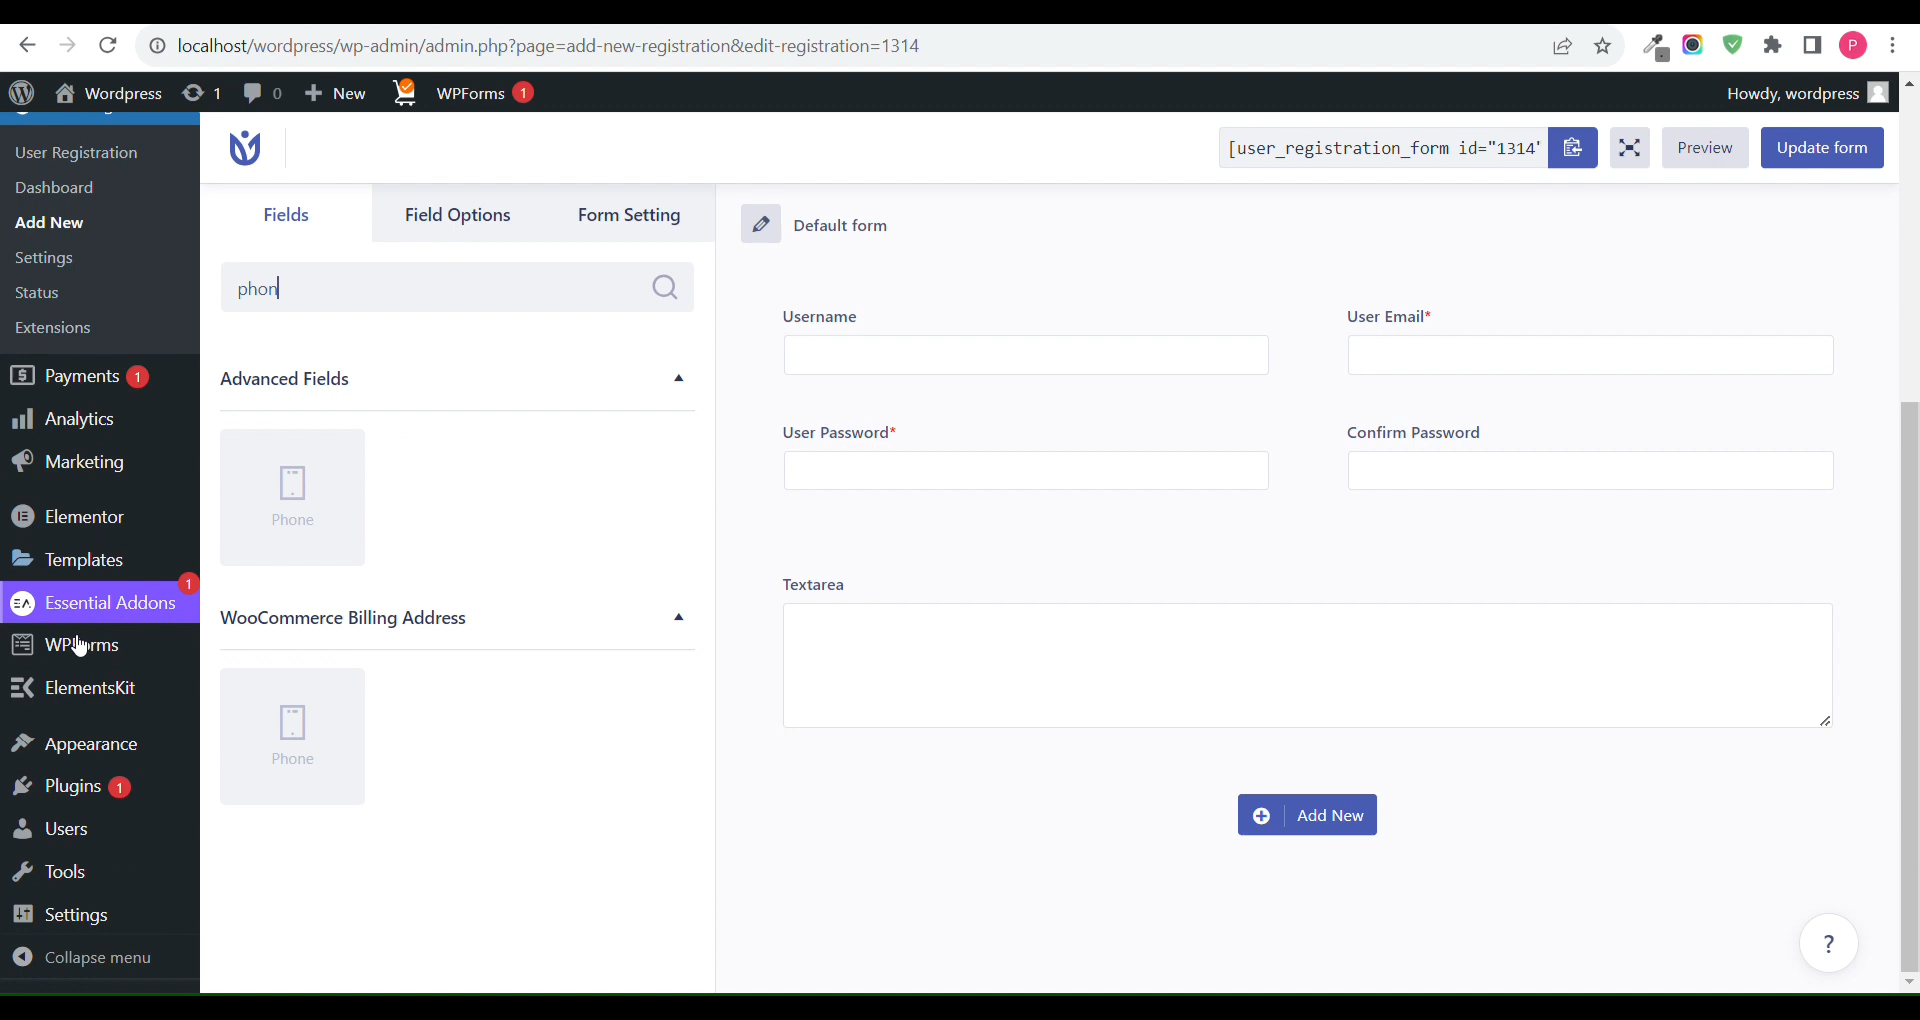 localhost/wordpress/wp-admin/admin.php?page=add-new-registration&edit-registration=1314
P
Wordpress 1 0 New WPForms 1
Howdy, wordpress
User Registration
Dashboard
Add New
Settings
Status
Extensions
Payments 1
Analytics
Marketing
Elementor
Templates
1
Essential Addons
WPForms
ElementsKit
Appearance
Plugins 1
Users
Tools
Settings
Collapse menu
[user_registration_form id="1314"
Preview
Update form
Fields
Field Options
Form Setting
phon
Advanced Fields
Phone
WooCommerce Billing Address
Phone
Default form
Username
User Email*
User Password*
Confirm Password
Textarea
Add New
?